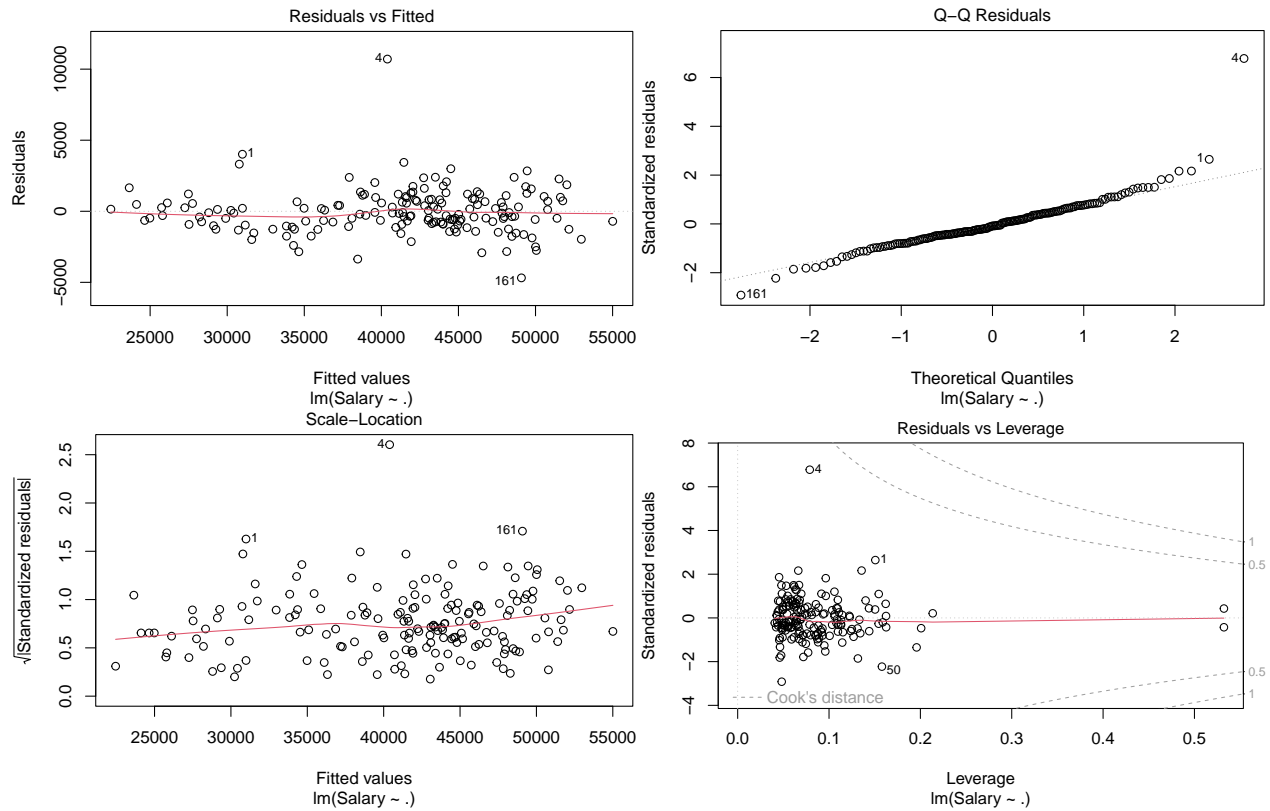 Residuals vs Fitted
Residuals
10000
5000
0
−5000
4
1
161
25000 30000 35000 40000 45000 50000 55000
Fitted values
lm(Salary ~ .)
Q−Q Residuals
Standardized residuals
6
4
2
0
−2
4
1
161
−2 −1 0 1 2
Theoretical Quantiles
lm(Salary ~ .)
Scale−Location
√|Standardized residuals|
2.5
2.0
1.5
1.0
0.5
0.0
4
1
161
25000 30000 35000 40000 45000 50000 55000
Fitted values
lm(Salary ~ .)
Residuals vs Leverage
Standardized residuals
8
6
4
2
0
−2
−4
4
1
50
1
0.5
0.5
1
Cook's distance
0.0 0.1 0.2 0.3 0.4 0.5
Leverage
lm(Salary ~ .)